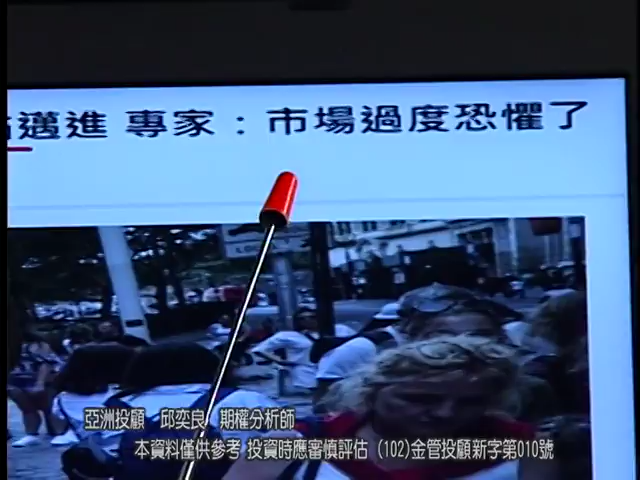 邁進 專家：市場過度恐懼了
亞洲投顧 邱奕良 期權分析師
本資料僅供參考 投資時應審慎評估 (102)金管投顧新字第010號